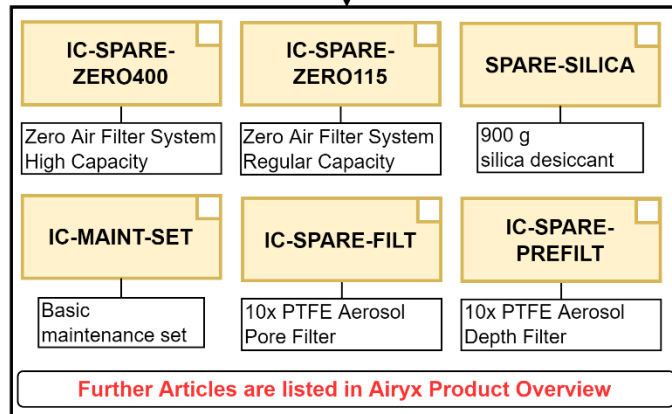 IC-SPARE-
ZERO400
Zero Air Filter System
High Capacity
IC-SPARE-
ZERO115
Zero Air Filter System
Regular Capacity
SPARE-SILICA
900 g
silica desiccant
IC-MAINT-SET
Basic
maintenance set
IC-SPARE-FILT
10x PTFE Aerosol
Pore Filter
IC-SPARE-
PREFILT
10x PTFE Aerosol
Depth Filter
Further Articles are listed in Airyx Product Overview